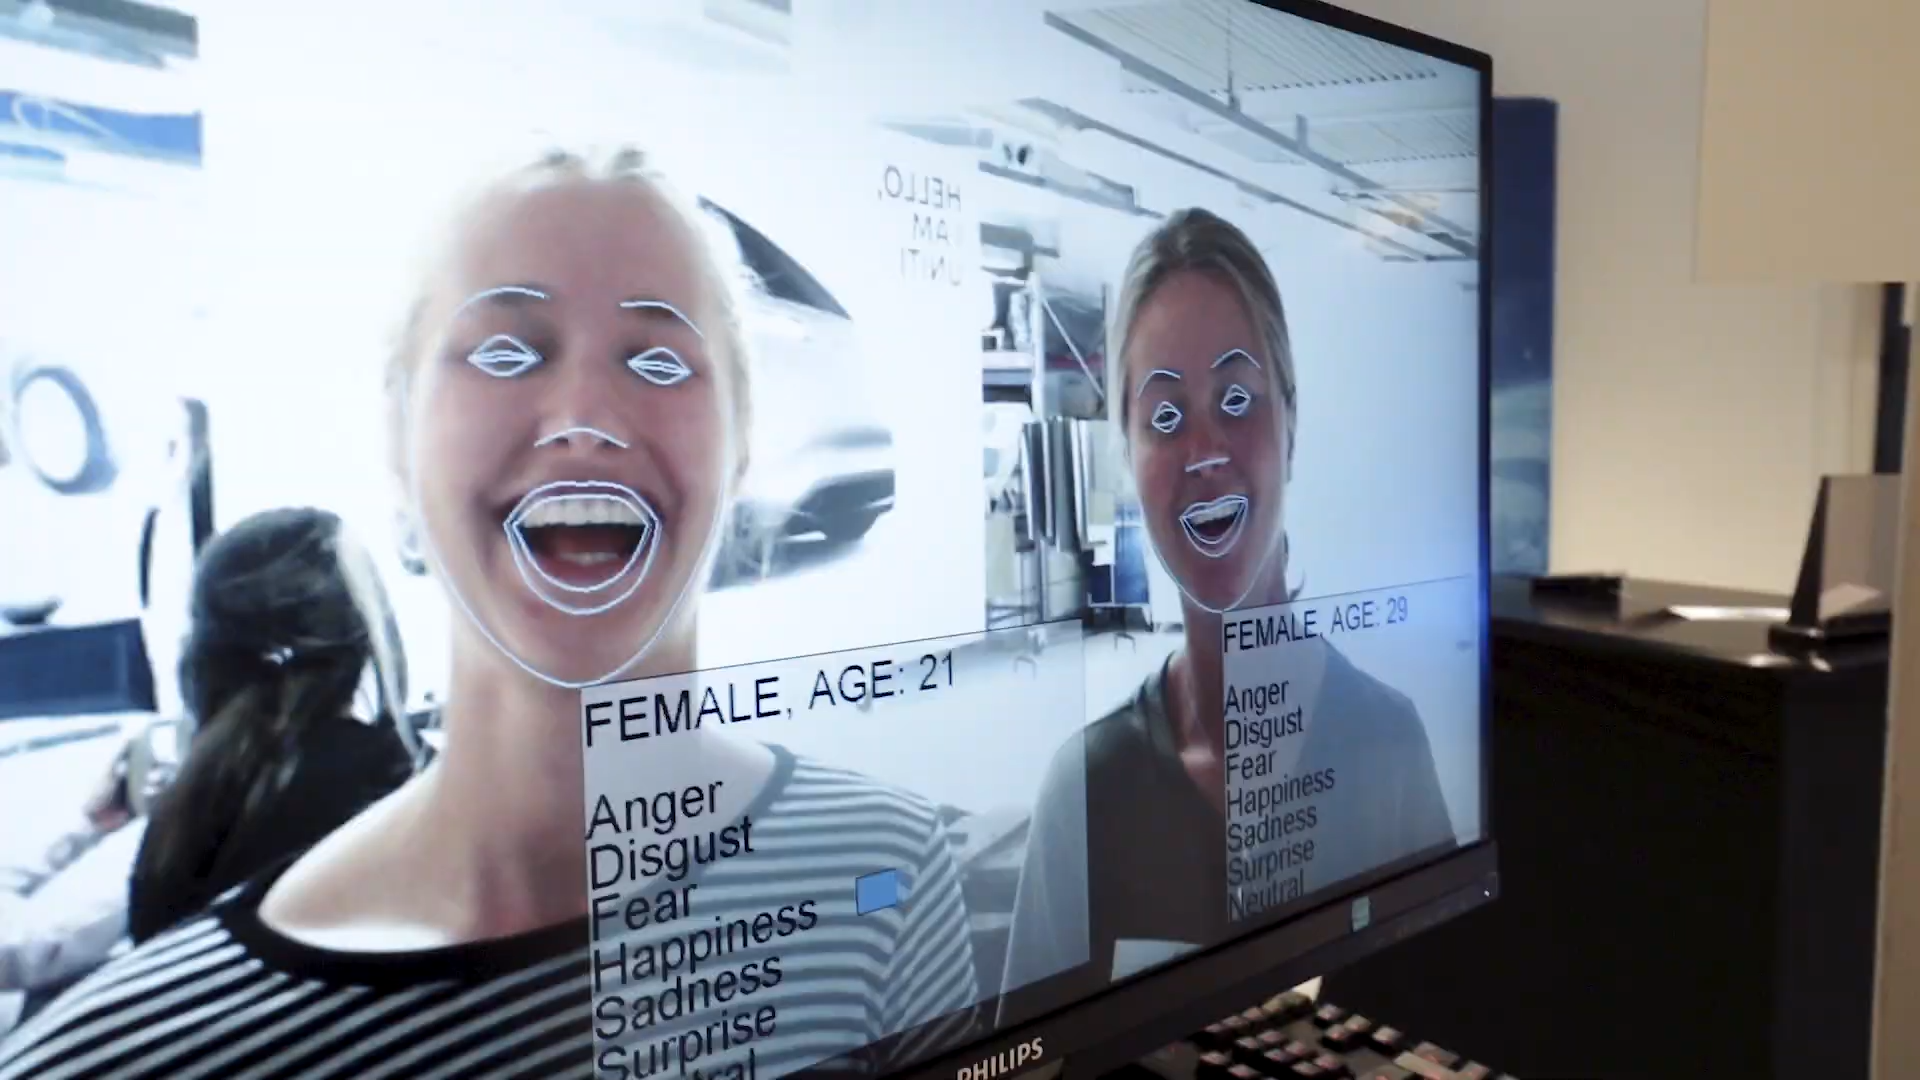 HELLO,
I AM
UNITI
FEMALE, AGE: 21
Anger
Disgust
Fear
Happiness
Sadness
Surprise
FEMALE, AGE: 29
Anger
Disgust
Fear
Happiness
Sadness
Surprise
Neutral
PHILIPS